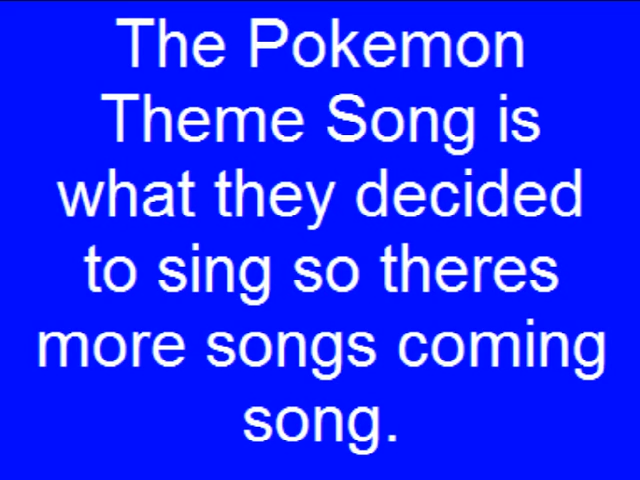 The Pokemon
Theme Song is
what they decided
to sing so theres
more songs coming
song.